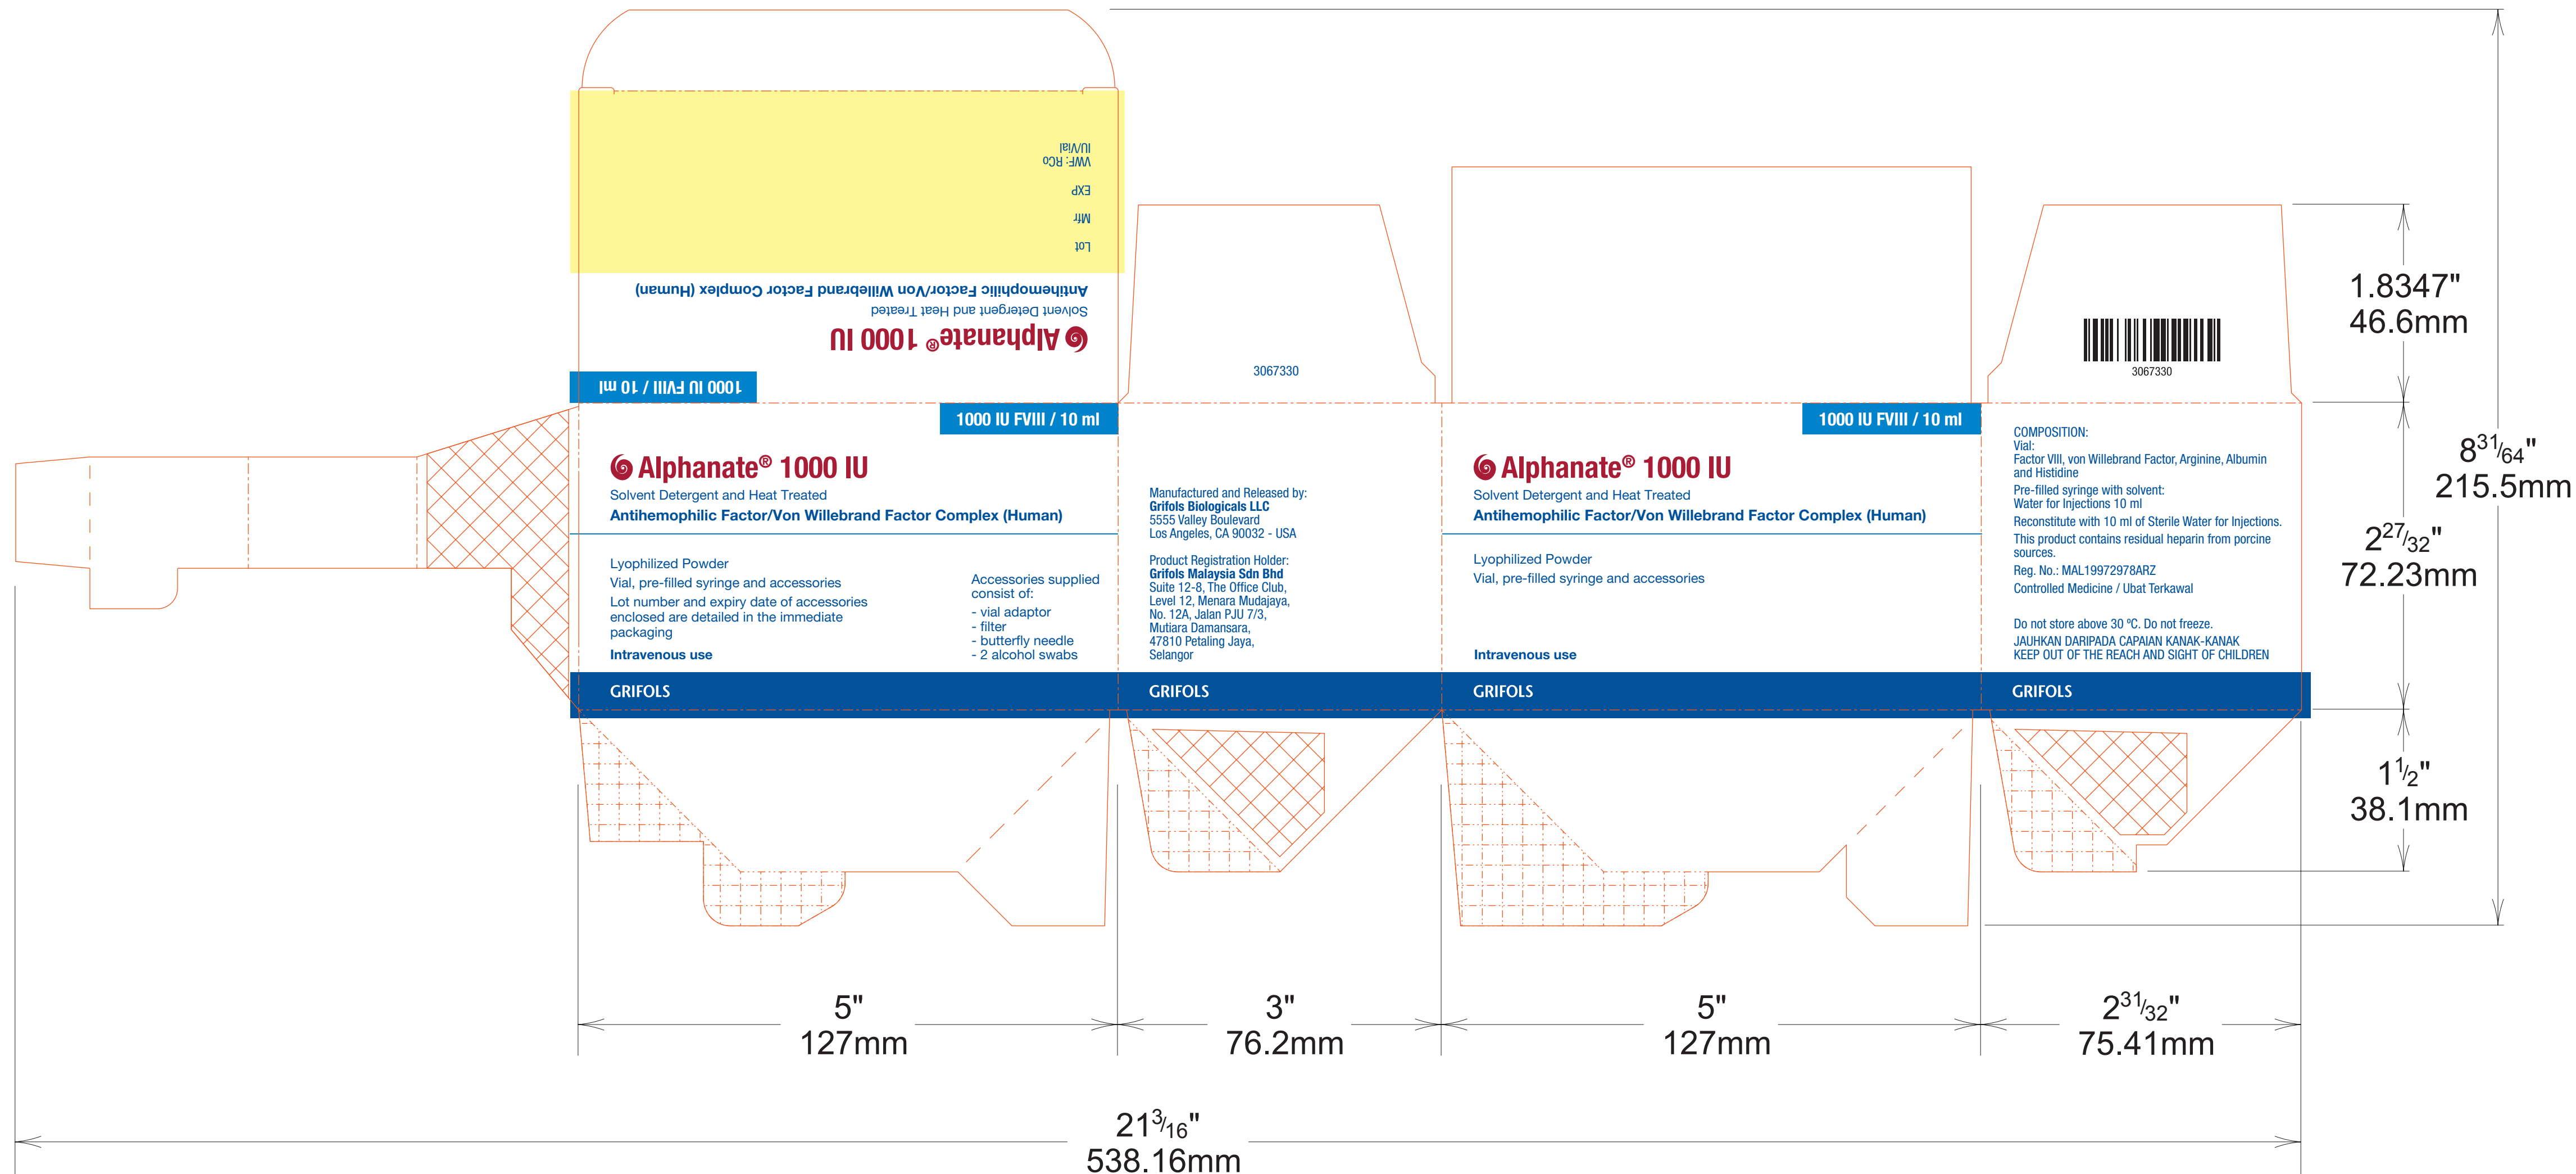 IU/Vial
VWF: RCo
EXP
Mfr
Lot
Antihemophilic Factor/Von Willebrand Factor Complex (Human)
Solvent Detergent and Heat Treated
Alphanate® 1000 IU
1000 IU FVIII / 10 ml
1000 IU FVIII / 10 ml
Alphanate® 1000 IU
Solvent Detergent and Heat Treated
Antihemophilic Factor/Von Willebrand Factor Complex (Human)
Lyophilized Powder
Vial, pre-filled syringe and accessories
Lot number and expiry date of accessories
enclosed are detailed in the immediate
packaging
Intravenous use
Accessories supplied
consist of:
- vial adaptor
- filter
- butterfly needle
- 2 alcohol swabs
GRIFOLS
3067330
Manufactured and Released by:
Grifols Biologicals LLC
5555 Valley Boulevard
Los Angeles, CA 90032 - USA
Product Registration Holder:
Grifols Malaysia Sdn Bhd
Suite 12-8, The Office Club,
Level 12, Menara Mudajaya,
No. 12A, Jalan PJU 7/3,
Mutiara Damansara,
47810 Petaling Jaya,
Selangor
GRIFOLS
1000 IU FVIII / 10 ml
Alphanate® 1000 IU
Solvent Detergent and Heat Treated
Antihemophilic Factor/Von Willebrand Factor Complex (Human)
Lyophilized Powder
Vial, pre-filled syringe and accessories
Intravenous use
GRIFOLS
3067330
COMPOSITION:
Vial:
Factor VIII, von Willebrand Factor, Arginine, Albumin
and Histidine
Pre-filled syringe with solvent:
Water for Injections 10 ml
Reconstitute with 10 ml of Sterile Water for Injections.
This product contains residual heparin from porcine
sources.
Reg. No.: MAL19972978ARZ
Controlled Medicine / Ubat Terkawal
Do not store above 30 ºC. Do not freeze.
JAUHKAN DARIPADA CAPAIAN KANAK-KANAK
KEEP OUT OF THE REACH AND SIGHT OF CHILDREN
GRIFOLS
1.8347"
46.6mm
8 31/64"
215.5mm
2 27/32"
72.23mm
1 1/2"
38.1mm
5"
127mm
3"
76.2mm
5"
127mm
2 31/32"
75.41mm
21 3/16"
538.16mm